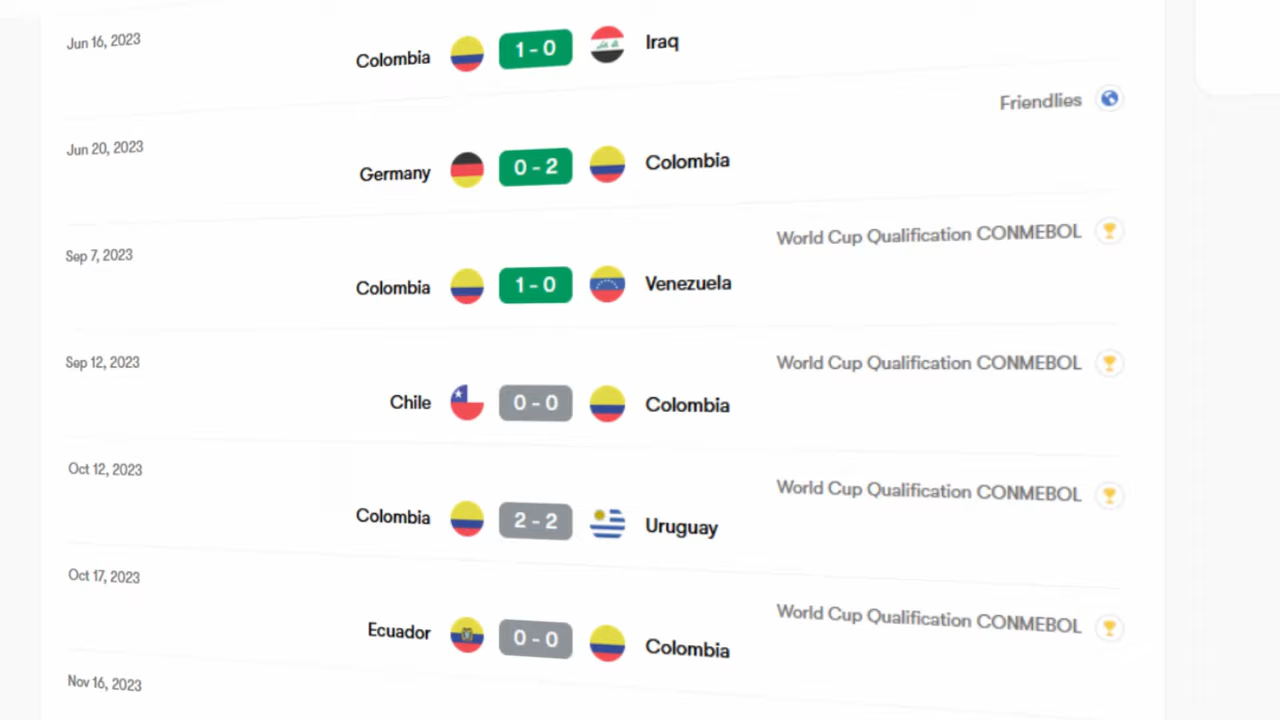 Jun 16, 2023
Colombia 1 - 0 Iraq
Friendlies
Jun 20, 2023
Germany 0 - 2 Colombia
World Cup Qualification CONMEBOL
Sep 7, 2023
Colombia 1 - 0 Venezuela
World Cup Qualification CONMEBOL
Sep 12, 2023
Chile 0 - 0 Colombia
World Cup Qualification CONMEBOL
Oct 12, 2023
Colombia 2 - 2 Uruguay
World Cup Qualification CONMEBOL
Oct 17, 2023
Ecuador 0 - 0 Colombia
Nov 16, 2023